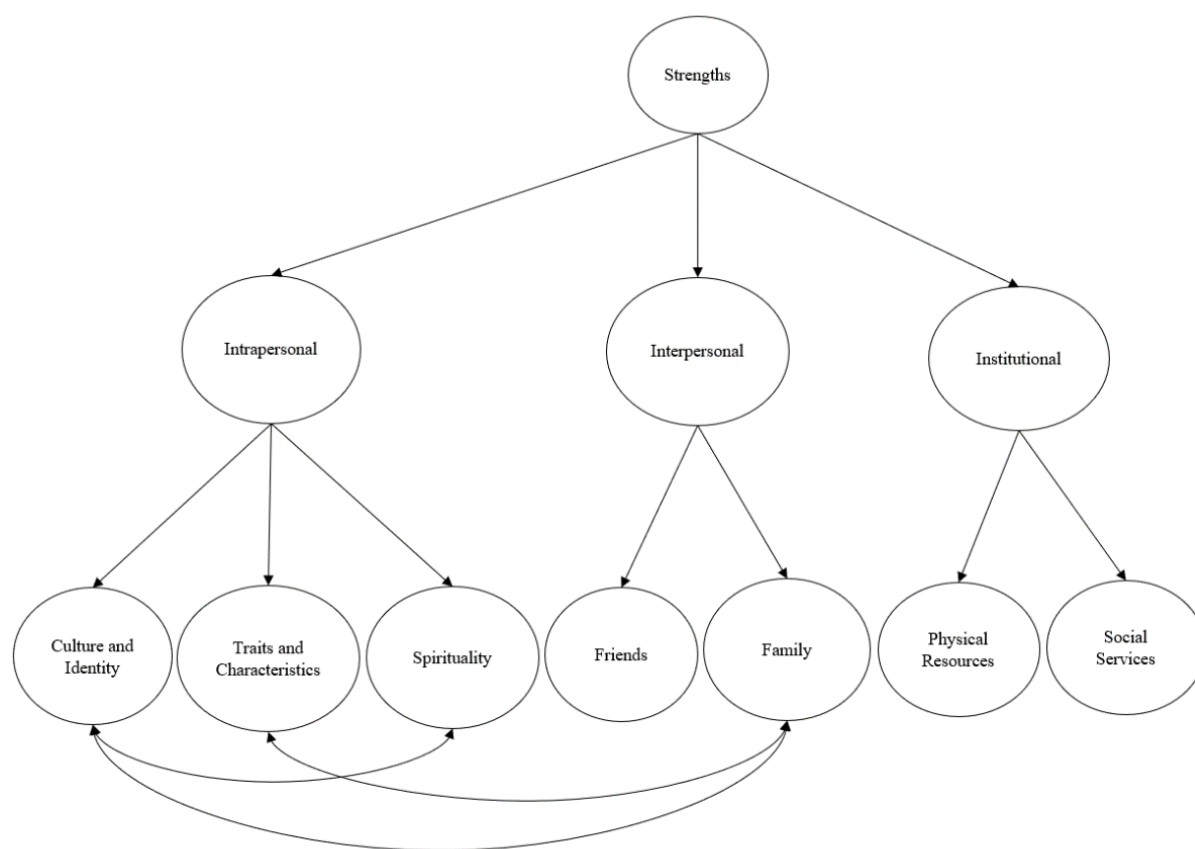 Strengths
Intrapersonal
Interpersonal
Institutional
Culture and
Identity
Traits and
Characteristics
Spirituality
Friends
Family
Physical
Resources
Social
Services